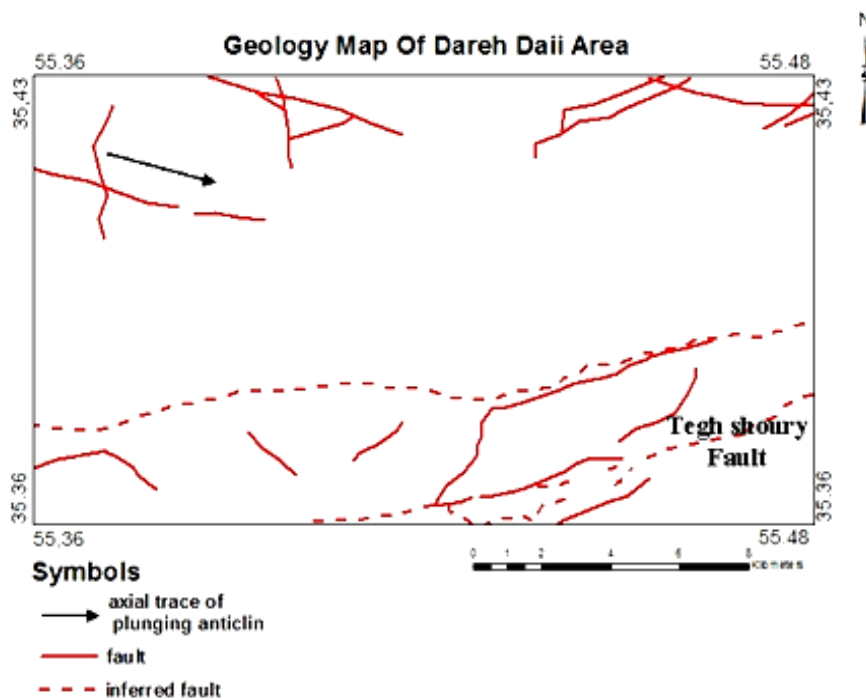 N
Geology Map Of Dareh Daii Area
55.36
55.48
35.43
35.43
Tegh shoury
Fault
35.36
35.36
55.36
55.48
0 1 2 4 6 8
Kilometers
Symbols
axial trace of
plunging anticlin
fault
inferred fault